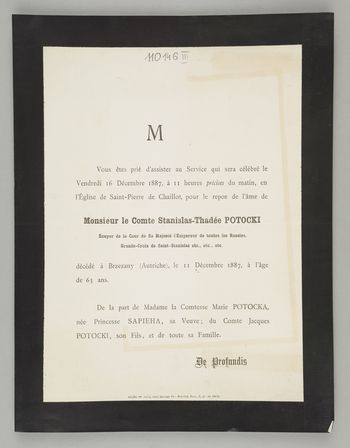 110146 III
M
Vous êtes prié d'assister au Service qui sera célébré le
Vendredi 16 Décembre 1887, à 11 heures précises du matin, en
l'Église de Saint-Pierre de Chaillot, pour le repos de l'âme de
Monsieur le Comte Stanislas-Thadée POTOCKI
Écuyer de la Cour de Sa Majesté l'Empereur de toutes les Russies,
Grande-Croix de Saint-Stanislas etc., etc., etc.
décédé à Brzezany (Autriche), le 11 Décembre 1887, à l'âge
de 63 ans.
De la part de Madame la Comtesse Marie POTOCKA,
née Princesse SAPIEHA, sa Veuve; du Comte Jacques
POTOCKI, son Fils, et de toute sa Famille.
De Profundis